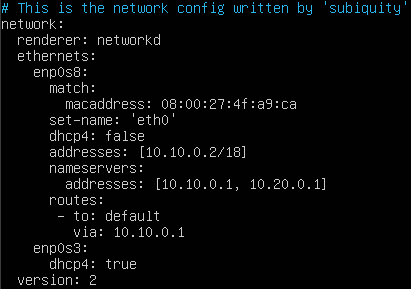 # This is the network config written by 'subiquity'
network:
  renderer: networkd
  ethernets:
    enp0s8:
      match:
        macaddress: 08:00:27:4f:a9:ca
      set-name: 'eth0'
      dhcp4: false
      addresses: [10.10.0.2/18]
      nameservers:
        addresses: [10.10.0.1, 10.20.0.1]
      routes:
       - to: default
         via: 10.10.0.1
    enp0s3:
      dhcp4: true
  version: 2